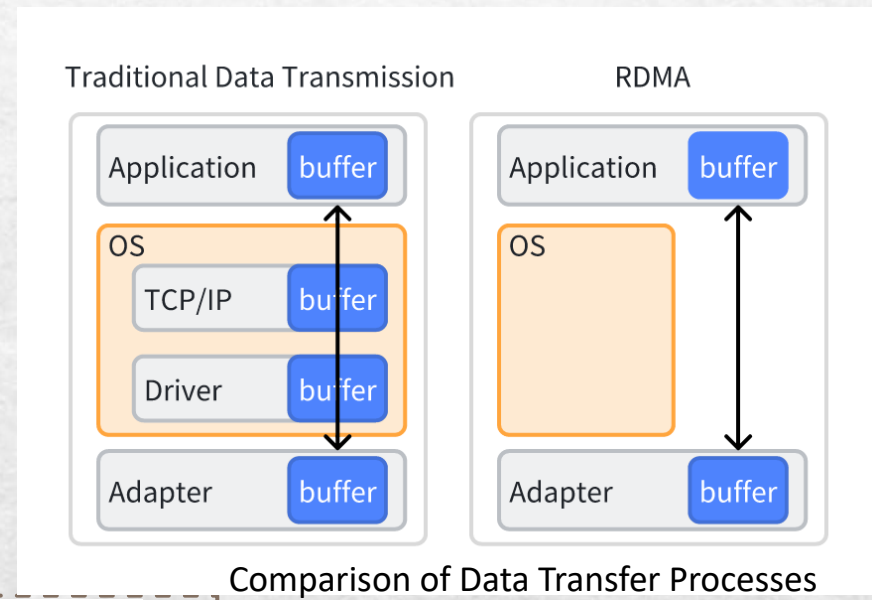 Traditional Data Transmission
RDMA
Application buffer
OS
TCP/IP buffer
Driver buffer
Adapter buffer
Application buffer
OS
Adapter buffer
Comparison of Data Transfer Processes